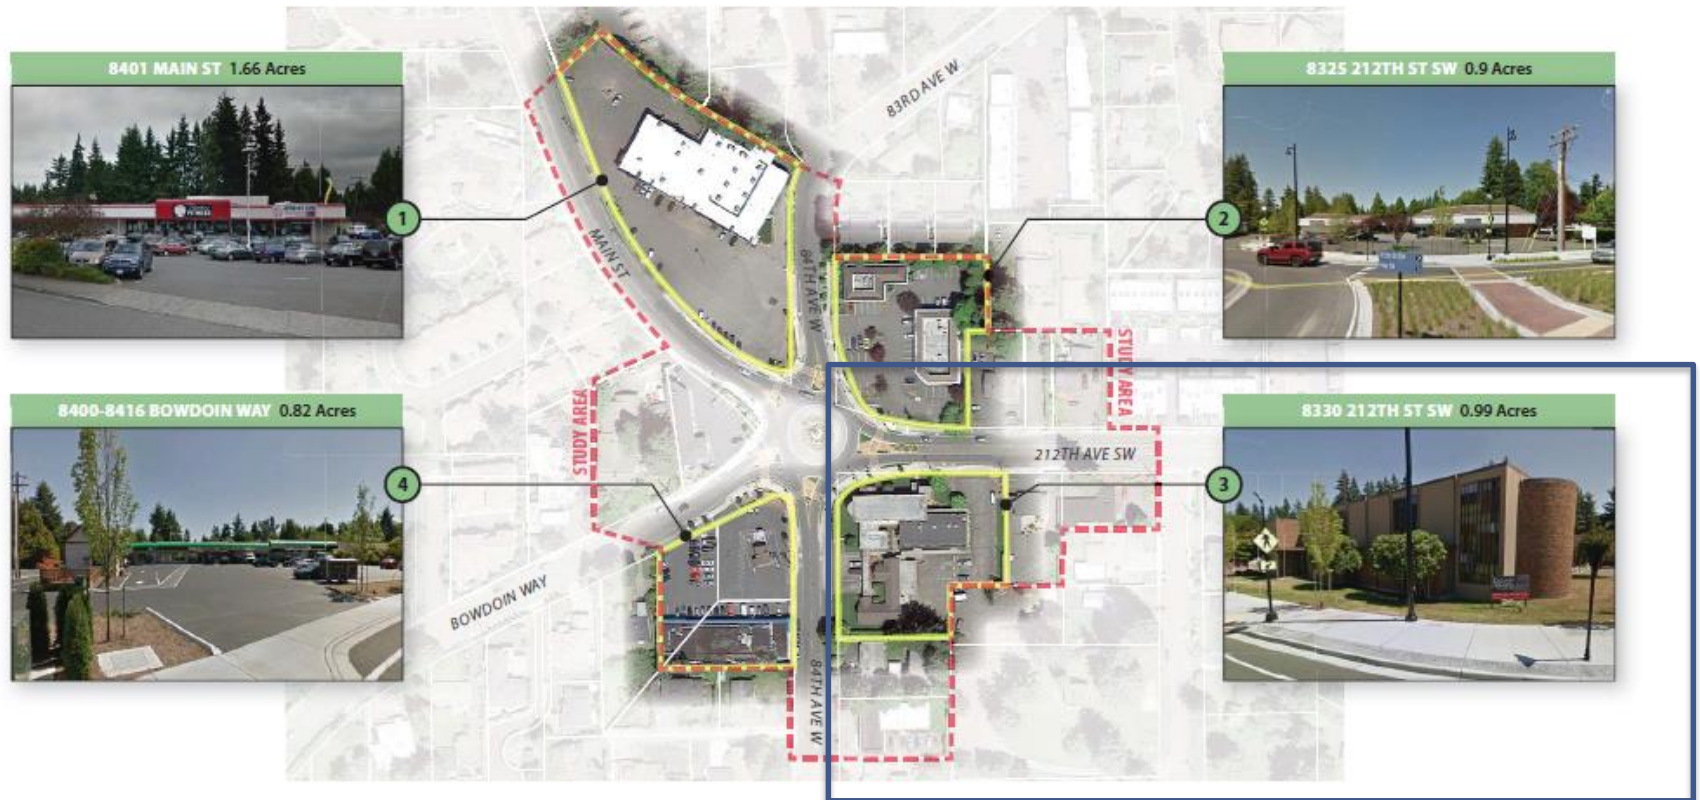 8401 MAIN ST 1.66 Acres
8325 212TH ST SW 0.9 Acres
83RD AVE W
1
2
MAIN ST
84TH AVE W
STUDY AREA
8400-8416 BOWDOIN WAY 0.82 Acres
8330 212TH ST SW 0.99 Acres
STUDY AREA
212TH AVE SW
4
3
BOWDOIN WAY
84TH AVE W
FITNESS